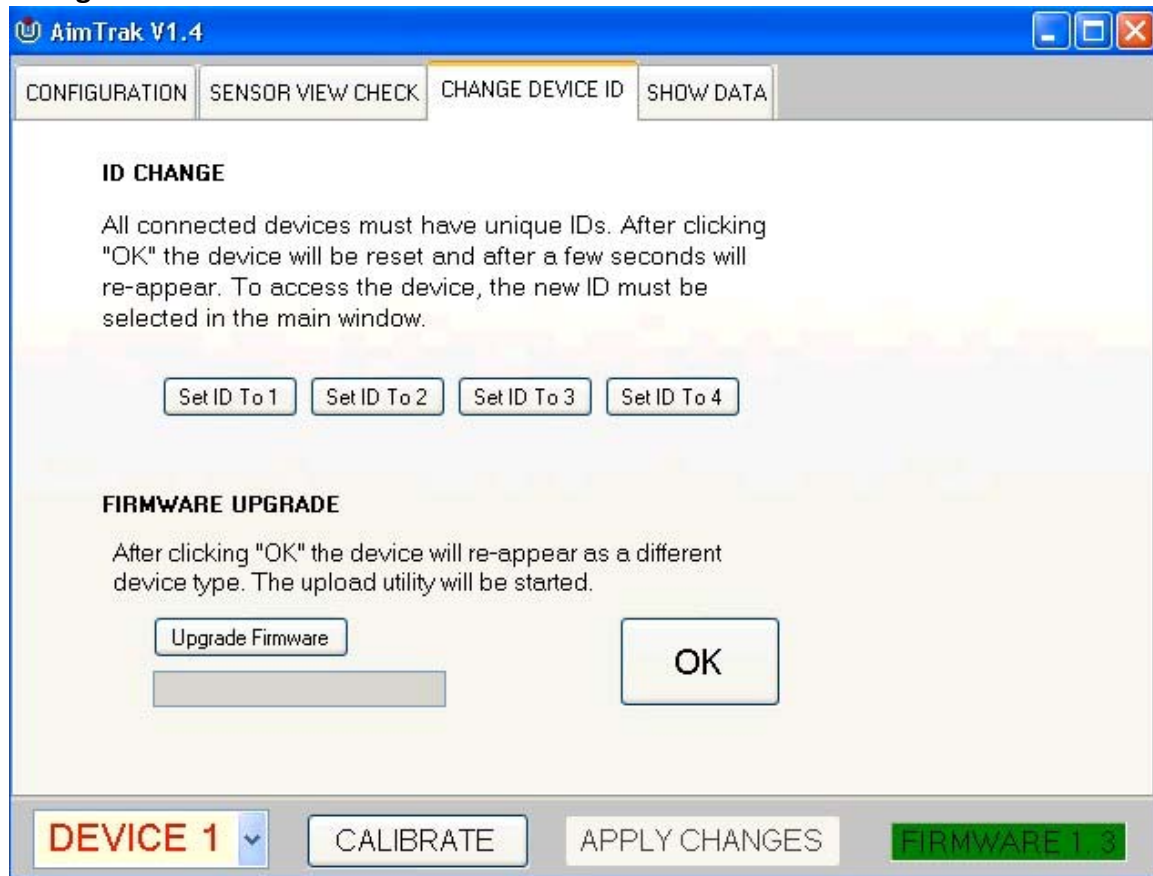 AimTrak V1.4
CONFIGURATION SENSOR VIEW CHECK CHANGE DEVICE ID SHOW DATA
ID CHANGE
All connected devices must have unique IDs. After clicking
"OK" the device will be reset and after a few seconds will
re-appear. To access the device, the new ID must be
selected in the main window.
Set ID To 1 Set ID To 2 Set ID To 3 Set ID To 4
FIRMWARE UPGRADE
After clicking "OK" the device will re-appear as a different
device type. The upload utility will be started.
Upgrade Firmware
OK
DEVICE 1 CALIBRATE APPLY CHANGES FIRMWARE 1.3